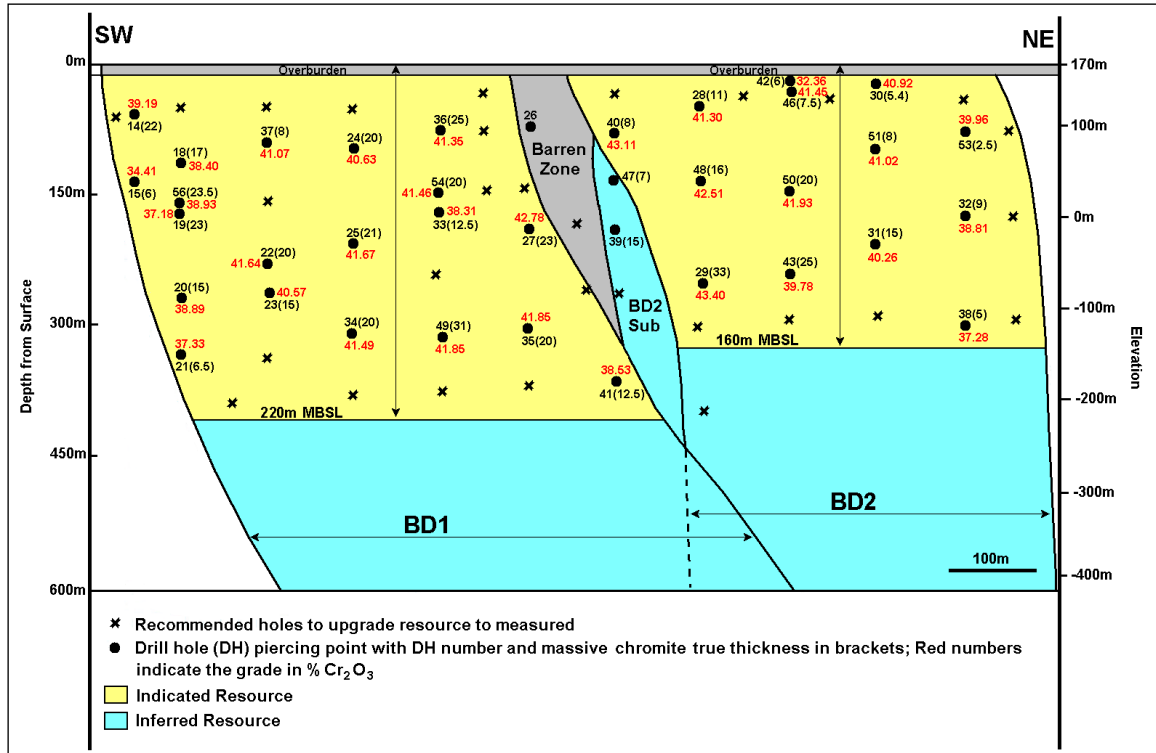 SW
NE
0m
170m
Overburden
Overburden
42(6)
32.36
40.92
28(11)
41.45
46(7.5)
30(5.4)
39.19
41.30
14(22)
36(25)
26
40(8)
39.96
100m
37(8)
24(20)
41.35
43.11
51(8)
53(2.5)
18(17)
41.07
40.63
Barren
Zone
41.02
38.40
34.41
47(7)
48(16)
50(20)
150m
15(6)
56(23.5)
54(20)
42.51
41.93
38.93
41.46
32(9)
37.18
19(23)
38.31
33(12.5)
42.78
27(23)
38.81
0m
25(21)
39(15)
31(15)
22(20)
41.67
40.26
41.64
43(25)
20(15)
40.57
23(15)
BD2
Sub
29(33)
43.40
39.78
38.89
-100m
300m
34(20)
49(31)
41.85
35(20)
38(5)
37.33
41.49
41.85
160m MBSL
37.28
21(6.5)
38.53
41(12.5)
-200m
220m MBSL
450m
-300m
BD1
BD2
100m
-400m
600m
Depth from Surface
Elevation
Recommended holes to upgrade resource to measured
Drill hole (DH) piercing point with DH number and massive chromite true thickness in brackets; Red numbers
indicate the grade in % Cr₂O₃
Indicated Resource
Inferred Resource